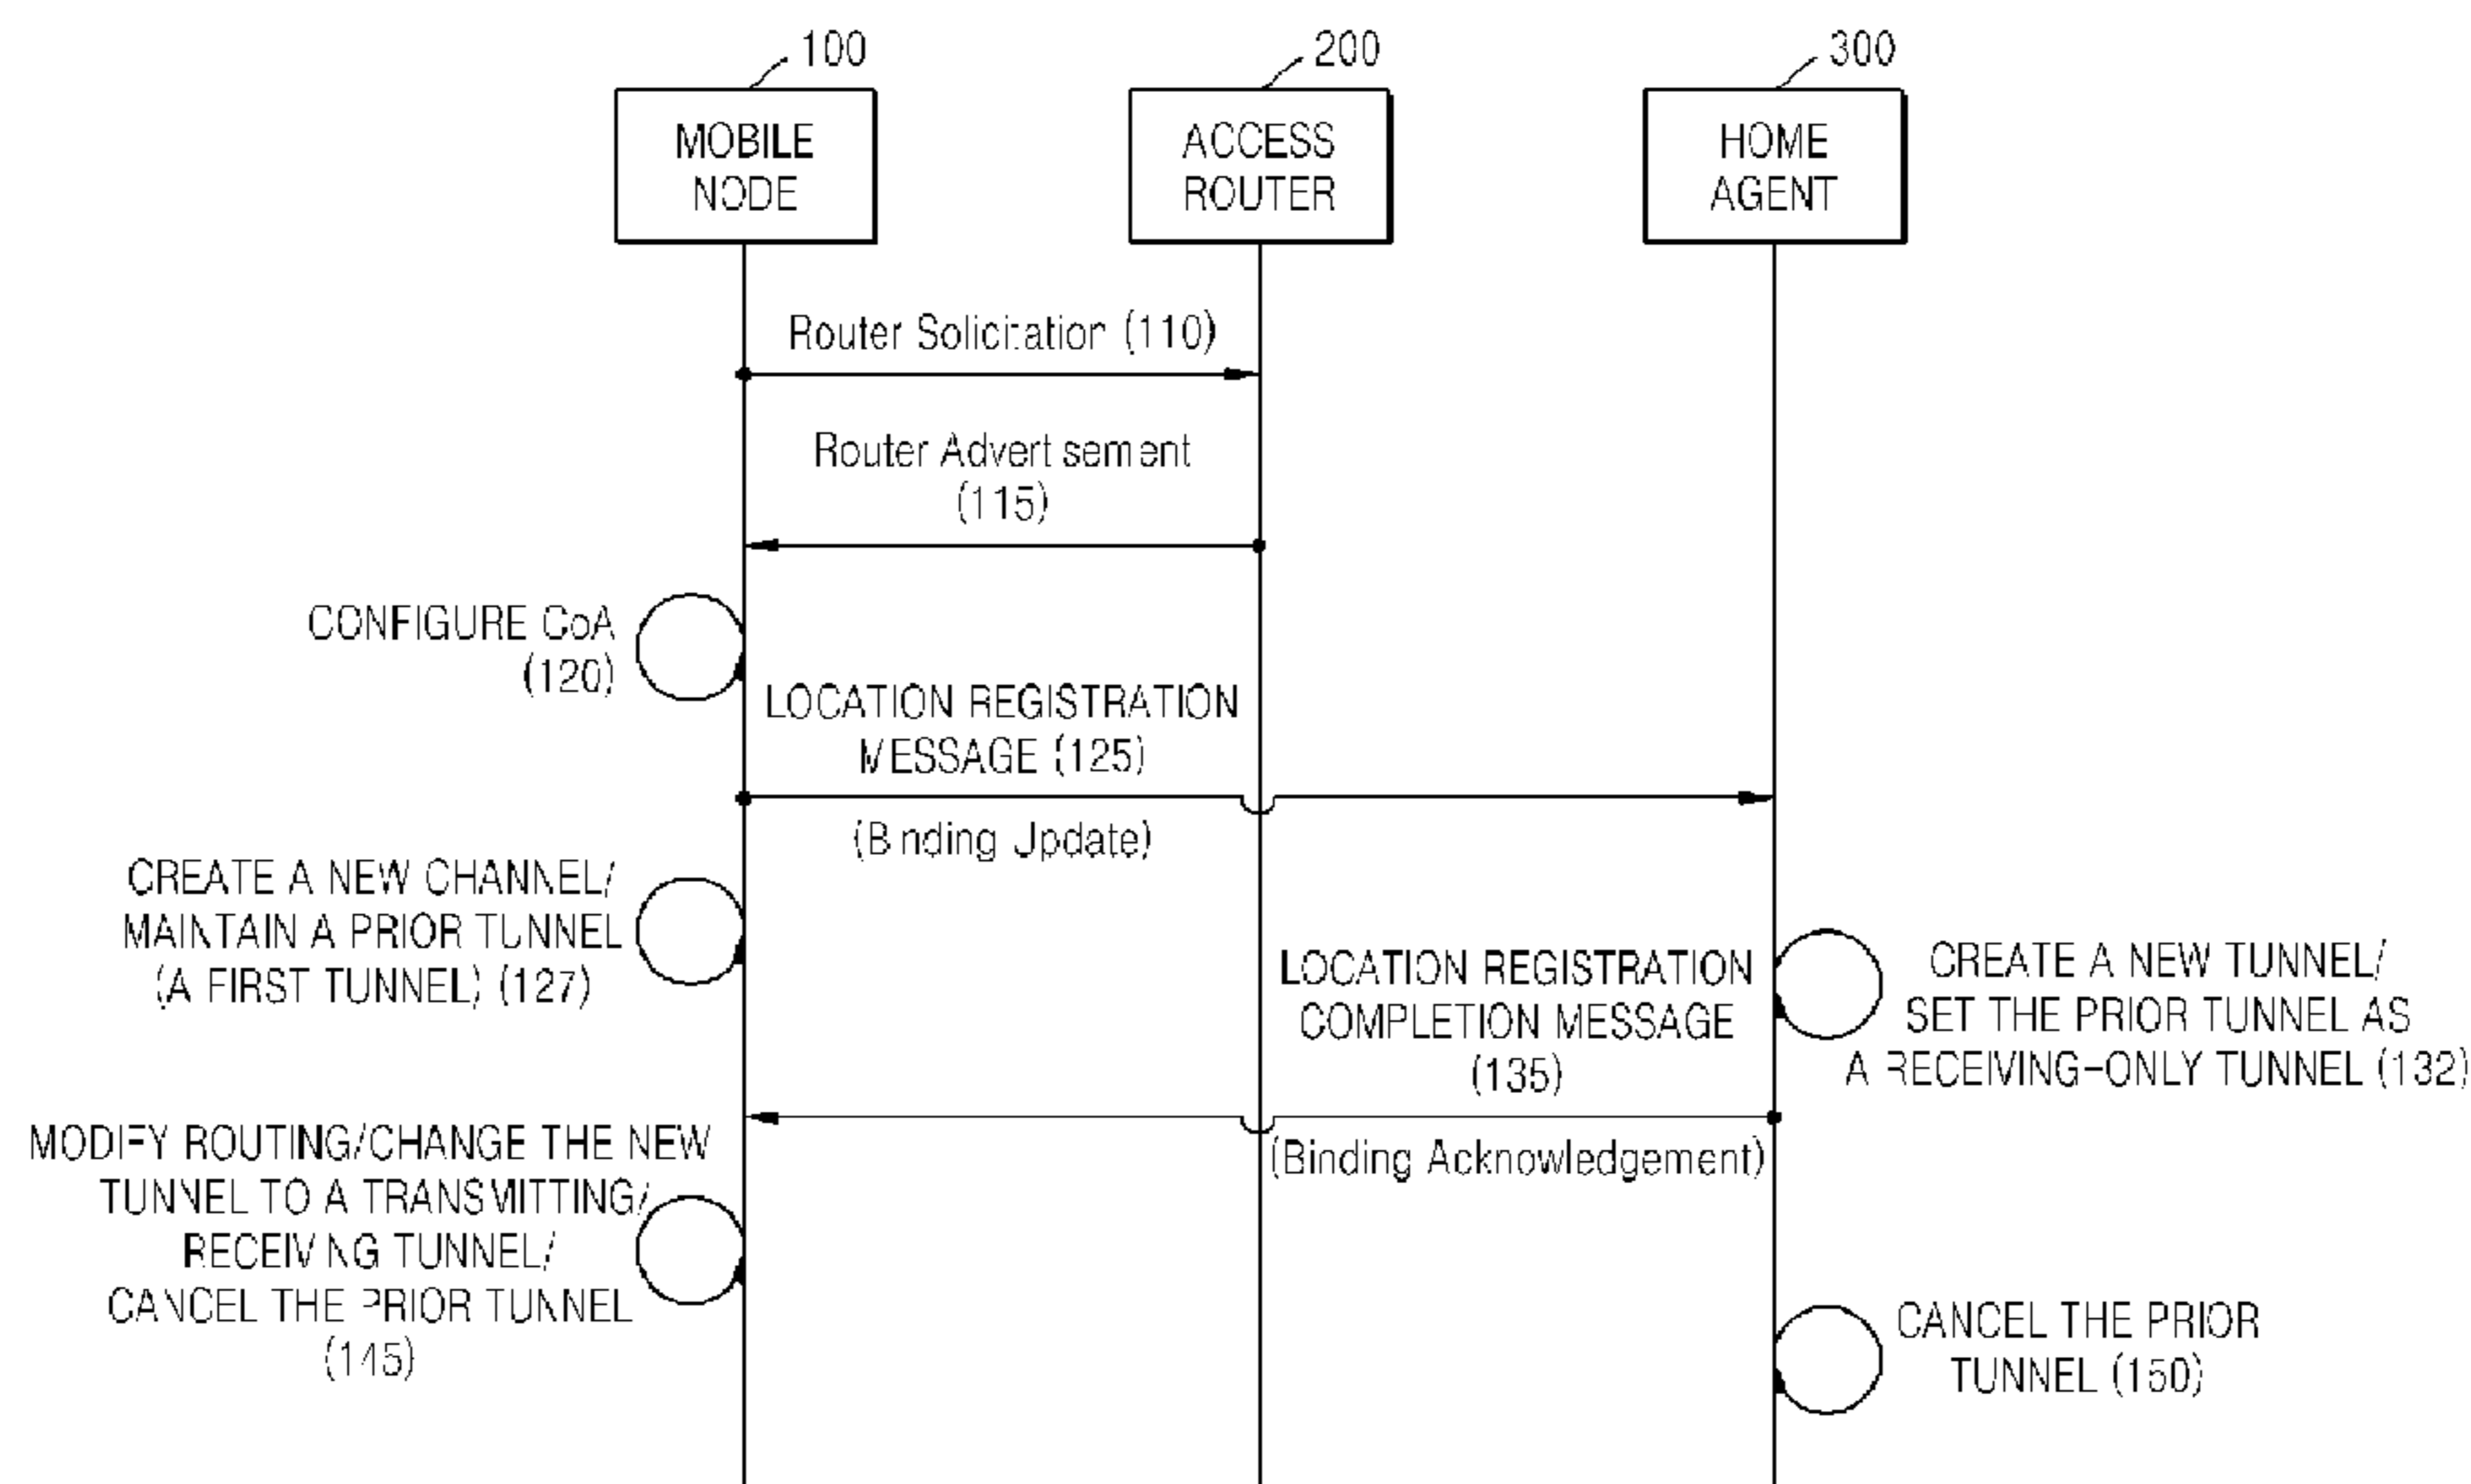 100
200
300
MOBILE
NODE
ACCESS
ROUTER
HOME
AGENT
Router Solicitation (110)
Router Advertisement
(115)
CONFIGURE CoA
(120)
LOCATION REGISTRATION
MESSAGE (125)
(Binding Update)
CREATE A NEW CHANNEL/
MAINTAIN A PRIOR TUNNEL
(A FIRST TUNNEL) (127)
CREATE A NEW TUNNEL/
SET THE PRIOR TUNNEL AS
A RECEIVING-ONLY TUNNEL (132)
LOCATION REGISTRATION
COMPLETION MESSAGE
(135)
(Binding Acknowledgement)
MODIFY ROUTING/CHANGE THE NEW
TUNNEL TO A TRANSMITTING/
RECEIVING TUNNEL/
CANCEL THE PRIOR TUNNEL
(145)
CANCEL THE PRIOR
TUNNEL (150)